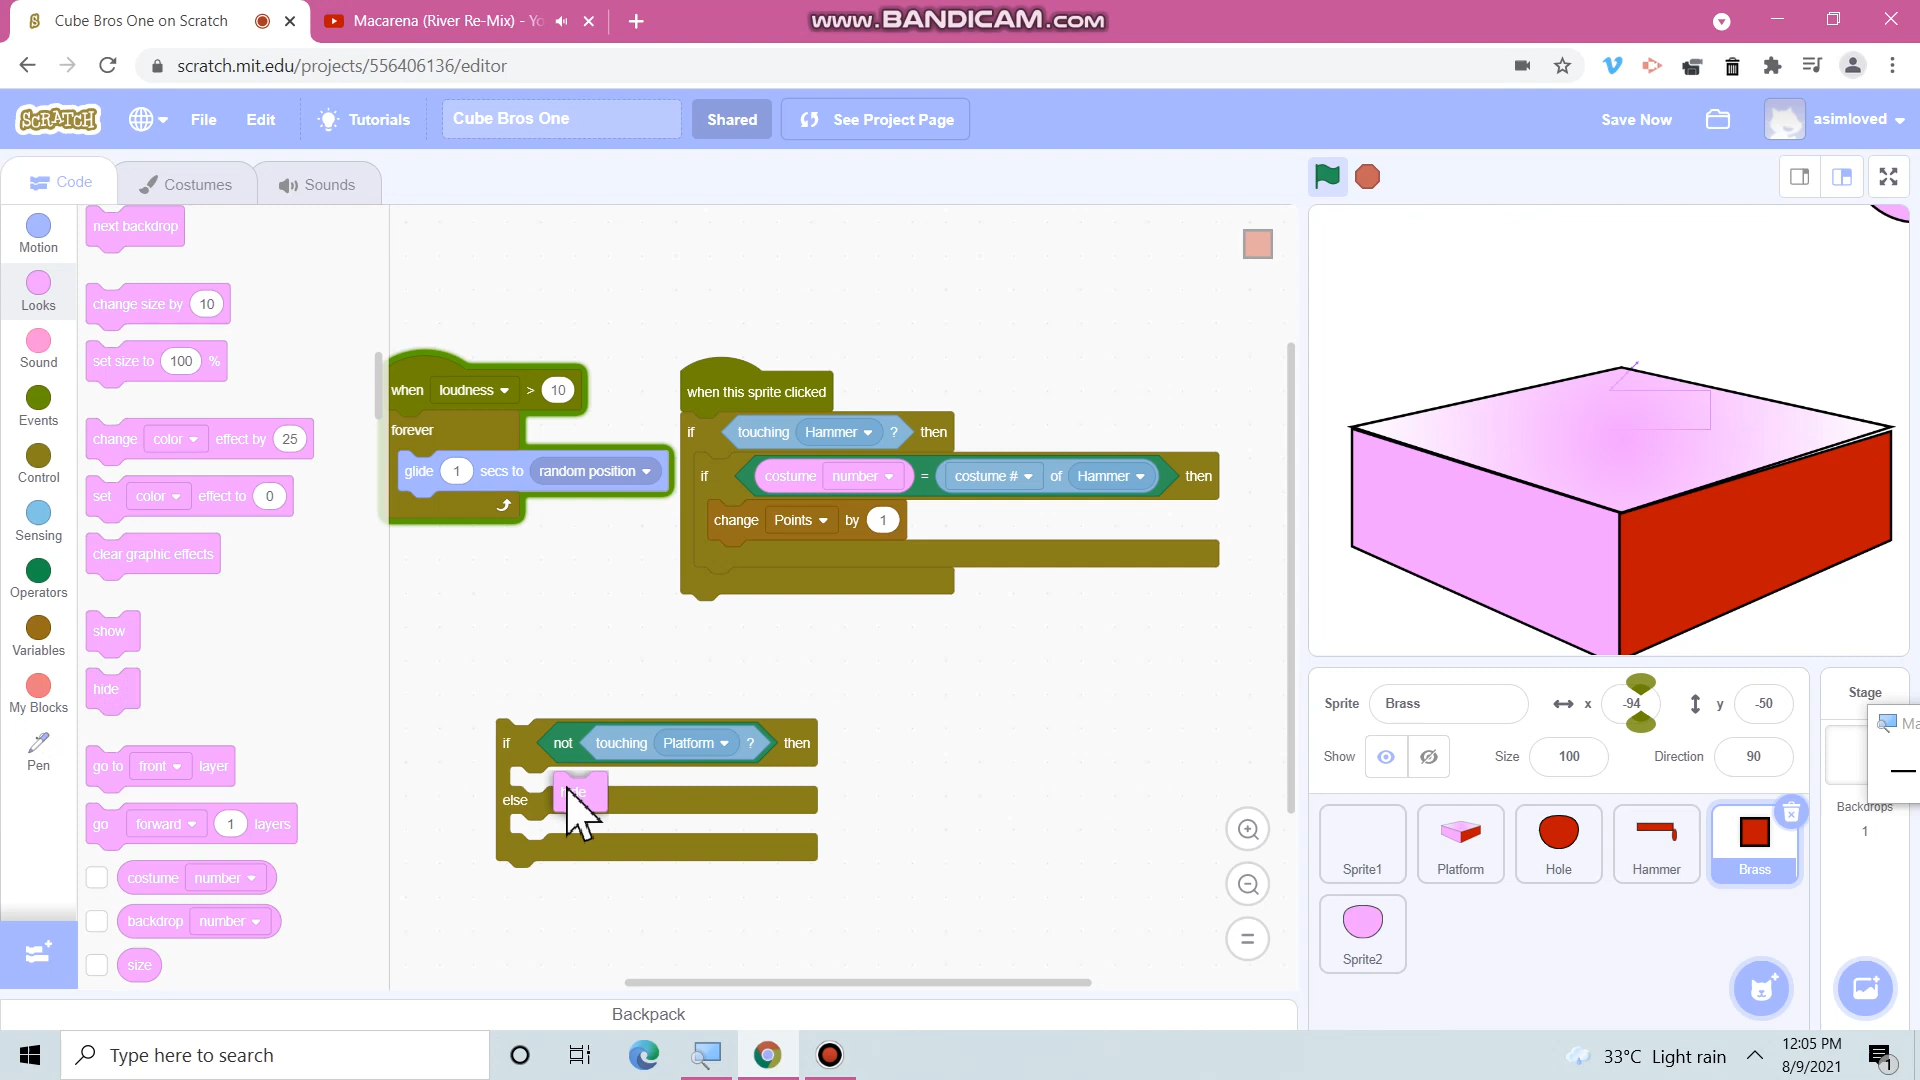 Cube Bros One on Scratch
Macarena (River Re-Mix) - Yo
WWW.BANDICAM.COM
scratch.mit.edu/projects/556406136/editor
SCRATCH
File
Edit
Tutorials
Cube Bros One
Shared
See Project Page
Save Now
asimloved
Code
Costumes
Sounds
Motion
Looks
Sound
Events
Control
Sensing
Operators
Variables
My Blocks
Pen
next backdrop
change size by 10
set size to 100 %
change color effect by 25
set color effect to 0
clear graphic effects
show
hide
go to front layer
go forward 1 layers
costume number
backdrop number
size
when loudness > 10
forever
glide 1 secs to random position
when this sprite clicked
if touching Hammer ? then
if costume number = costume # of Hammer then
change Points by 1
if not touching Platform ? then
else
Sprite Brass x -94 y -50
Show Size 100 Direction 90
Stage
Ma
Backdrops
1
Sprite1
Platform
Hole
Hammer
Brass
Sprite2
Backpack
Type here to search
33°C Light rain
12:05 PM
8/9/2021
1